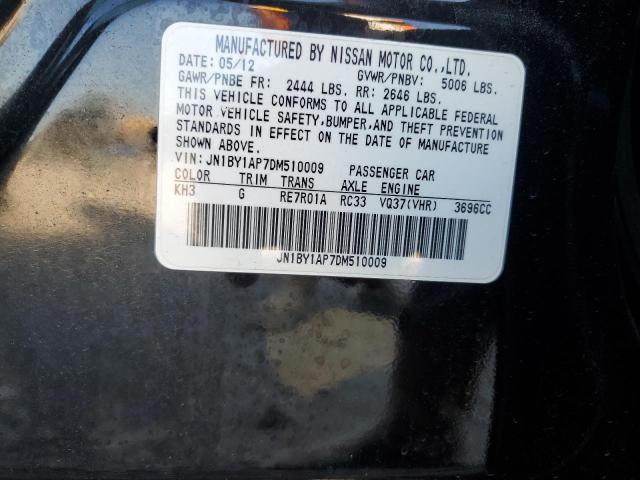 MANUFACTURED BY NISSAN MOTOR CO.,LTD.
DATE: 05/12 GVWR/PNBV: 5006 LBS.
GAWR/PNBE FR: 2444 LBS. RR: 2646 LBS.
THIS VEHICLE CONFORMS TO ALL APPLICABLE FEDERAL
MOTOR VEHICLE SAFETY,BUMPER,AND THEFT PREVENTION
STANDARDS IN EFFECT ON THE DATE OF MANUFACTURE
SHOWN ABOVE.
VIN: JN1BY1AP7DM510009 PASSENGER CAR
COLOR TRIM TRANS AXLE ENGINE
KH3 G RE7R01A RC33 VQ37(VHR) 3696CC
JN1BY1AP7DM510009